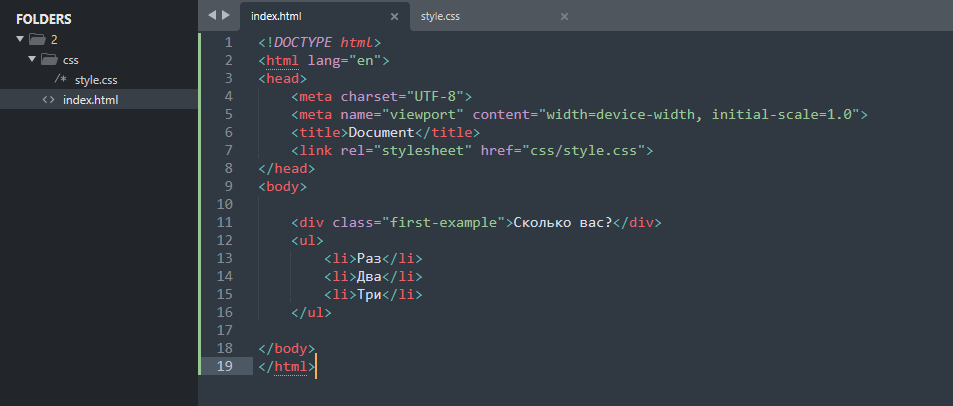 FOLDERS
2
css
/* style.css
<> index.html
index.html ×
style.css ×
1 <!DOCTYPE html>
2 <html lang="en">
3 <head>
4 <meta charset="UTF-8">
5 <meta name="viewport" content="width=device-width, initial-scale=1.0">
6 <title>Document</title>
7 <link rel="stylesheet" href="css/style.css">
8 </head>
9 <body>
10
11 <div class="first-example">Сколько вас?</div>
12 <ul>
13 <li>Раз</li>
14 <li>Два</li>
15 <li>Три</li>
16 </ul>
17
18 </body>
19 </html>